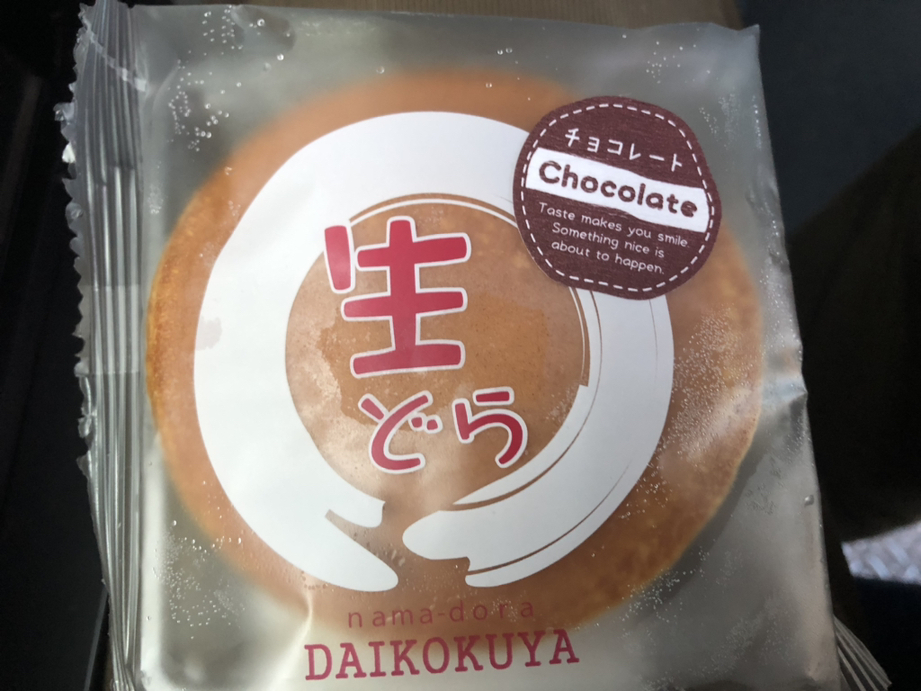 チョコレート
Chocolate
Taste makes you smile.
Something nice is
about to happen.
生
どら
nama-dora
DAIKOKUYA